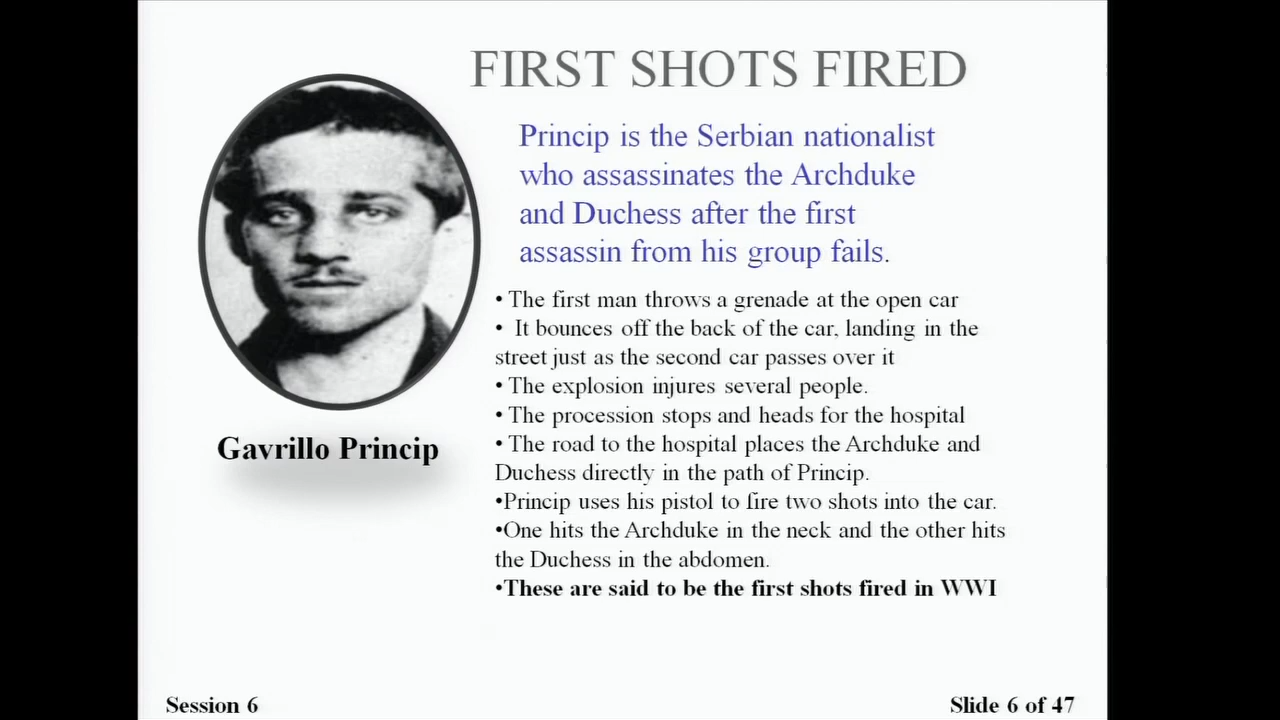 FIRST SHOTS FIRED
Princip is the Serbian nationalist
who assassinates the Archduke
and Duchess after the first
assassin from his group fails.
• The first man throws a grenade at the open car
• It bounces off the back of the car, landing in the
street just as the second car passes over it
• The explosion injures several people.
• The procession stops and heads for the hospital
• The road to the hospital places the Archduke and
Duchess directly in the path of Princip.
•Princip uses his pistol to fire two shots into the car.
•One hits the Archduke in the neck and the other hits
the Duchess in the abdomen.
•These are said to be the first shots fired in WWI
Gavrillo Princip
Session 6
Slide 6 of 47